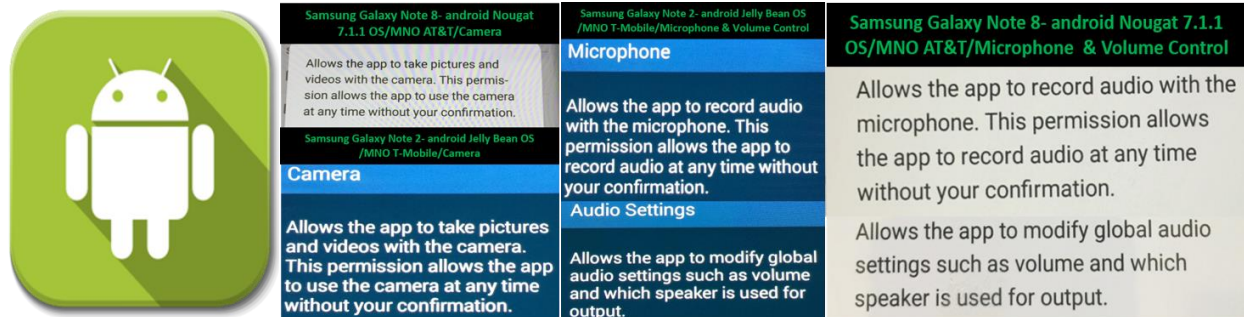 Samsung Galaxy Note 8- android Nougat
7.1.1 OS/MNO AT&T/Camera
Allows the app to take pictures and
videos with the camera. This permis-
sion allows the app to use the camera
at any time without your confirmation.
Samsung Galaxy Note 2- android Jelly Bean OS
/MNO T-Mobile/Camera
Camera
Allows the app to take pictures
and videos with the camera.
This permission allows the app
to use the camera at any time
without your confirmation.
Samsung Galaxy Note 2- android Jelly Bean OS
/MNO T-Mobile/Microphone & Volume Control
Microphone
Allows the app to record audio
with the microphone. This
permission allows the app to
record audio at any time without
your confirmation.
Audio Settings
Allows the app to modify global
audio settings such as volume
and which speaker is used for
output.
Samsung Galaxy Note 8- android Nougat 7.1.1
OS/MNO AT&T/Microphone & Volume Control
Allows the app to record audio with the
microphone. This permission allows
the app to record audio at any time
without your confirmation.
Allows the app to modify global audio
settings such as volume and which
speaker is used for output.